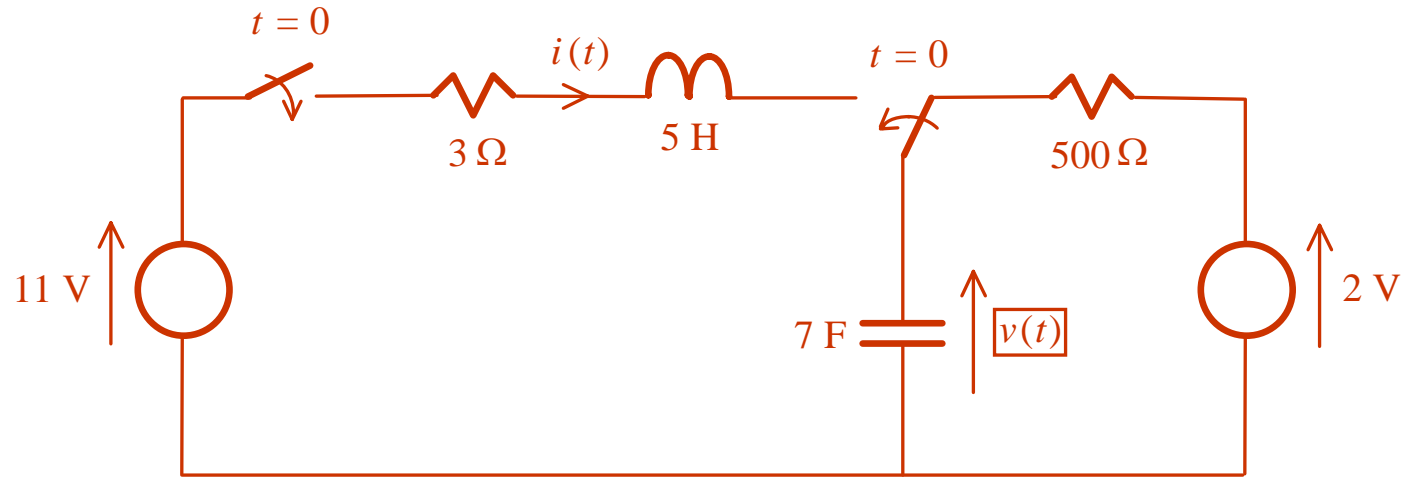 t = 0
i(t)
t = 0
3 Ω
5 H
500 Ω
11 V
7 F
v(t)
2 V